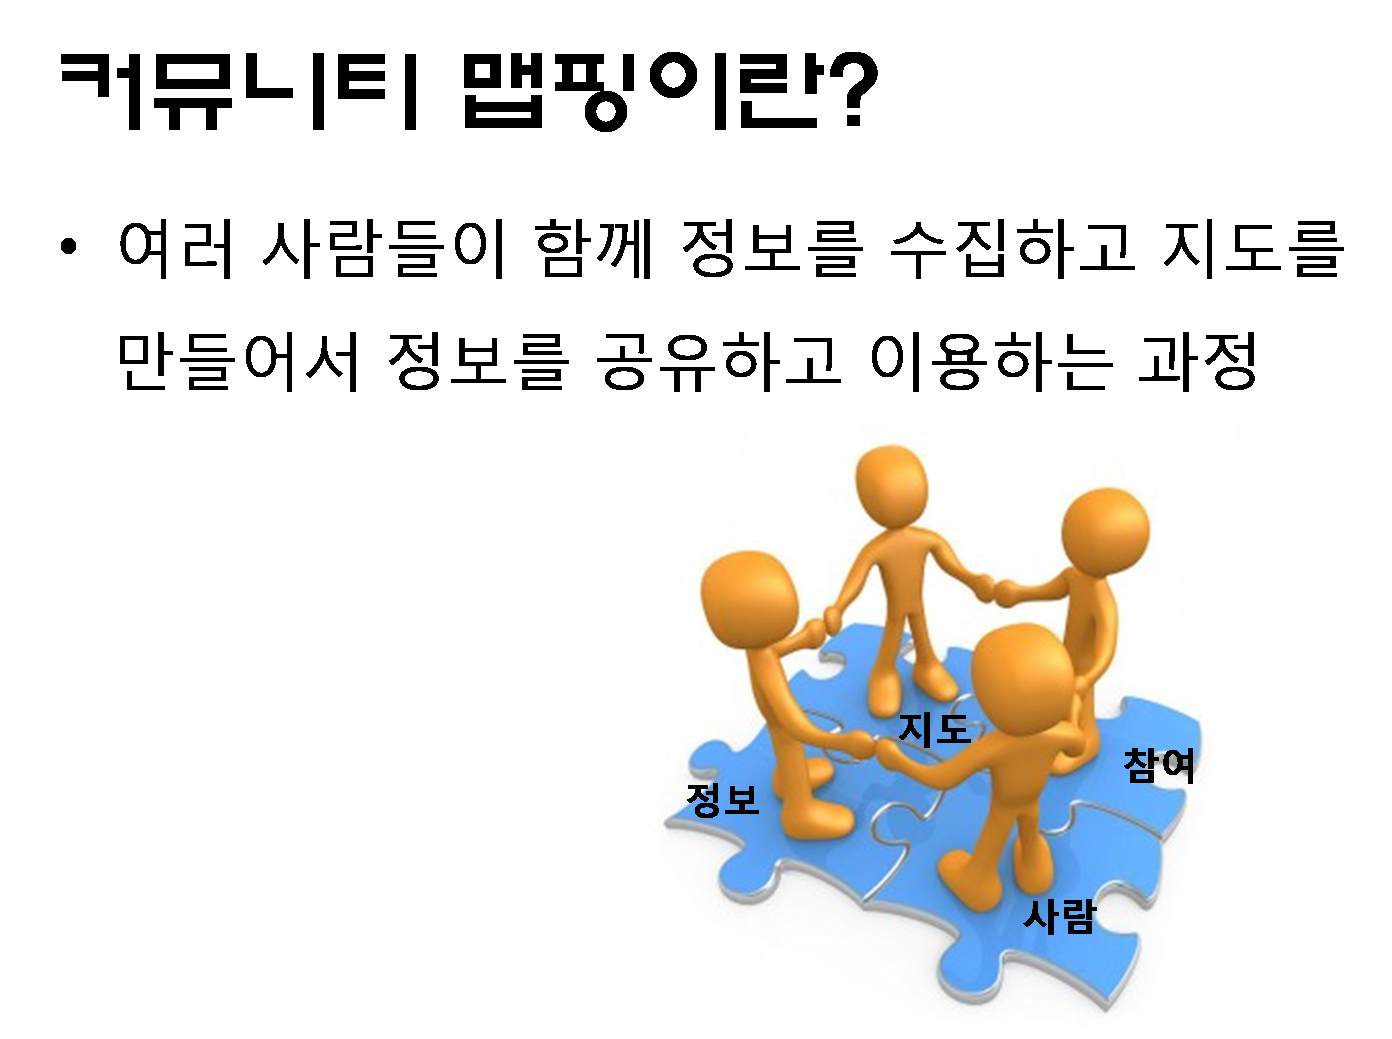 커뮤니티 맵핑이란?
• 여러 사람들이 함께 정보를 수집하고 지도를
만들어서 정보를 공유하고 이용하는 과정
지도
참여
정보
사람